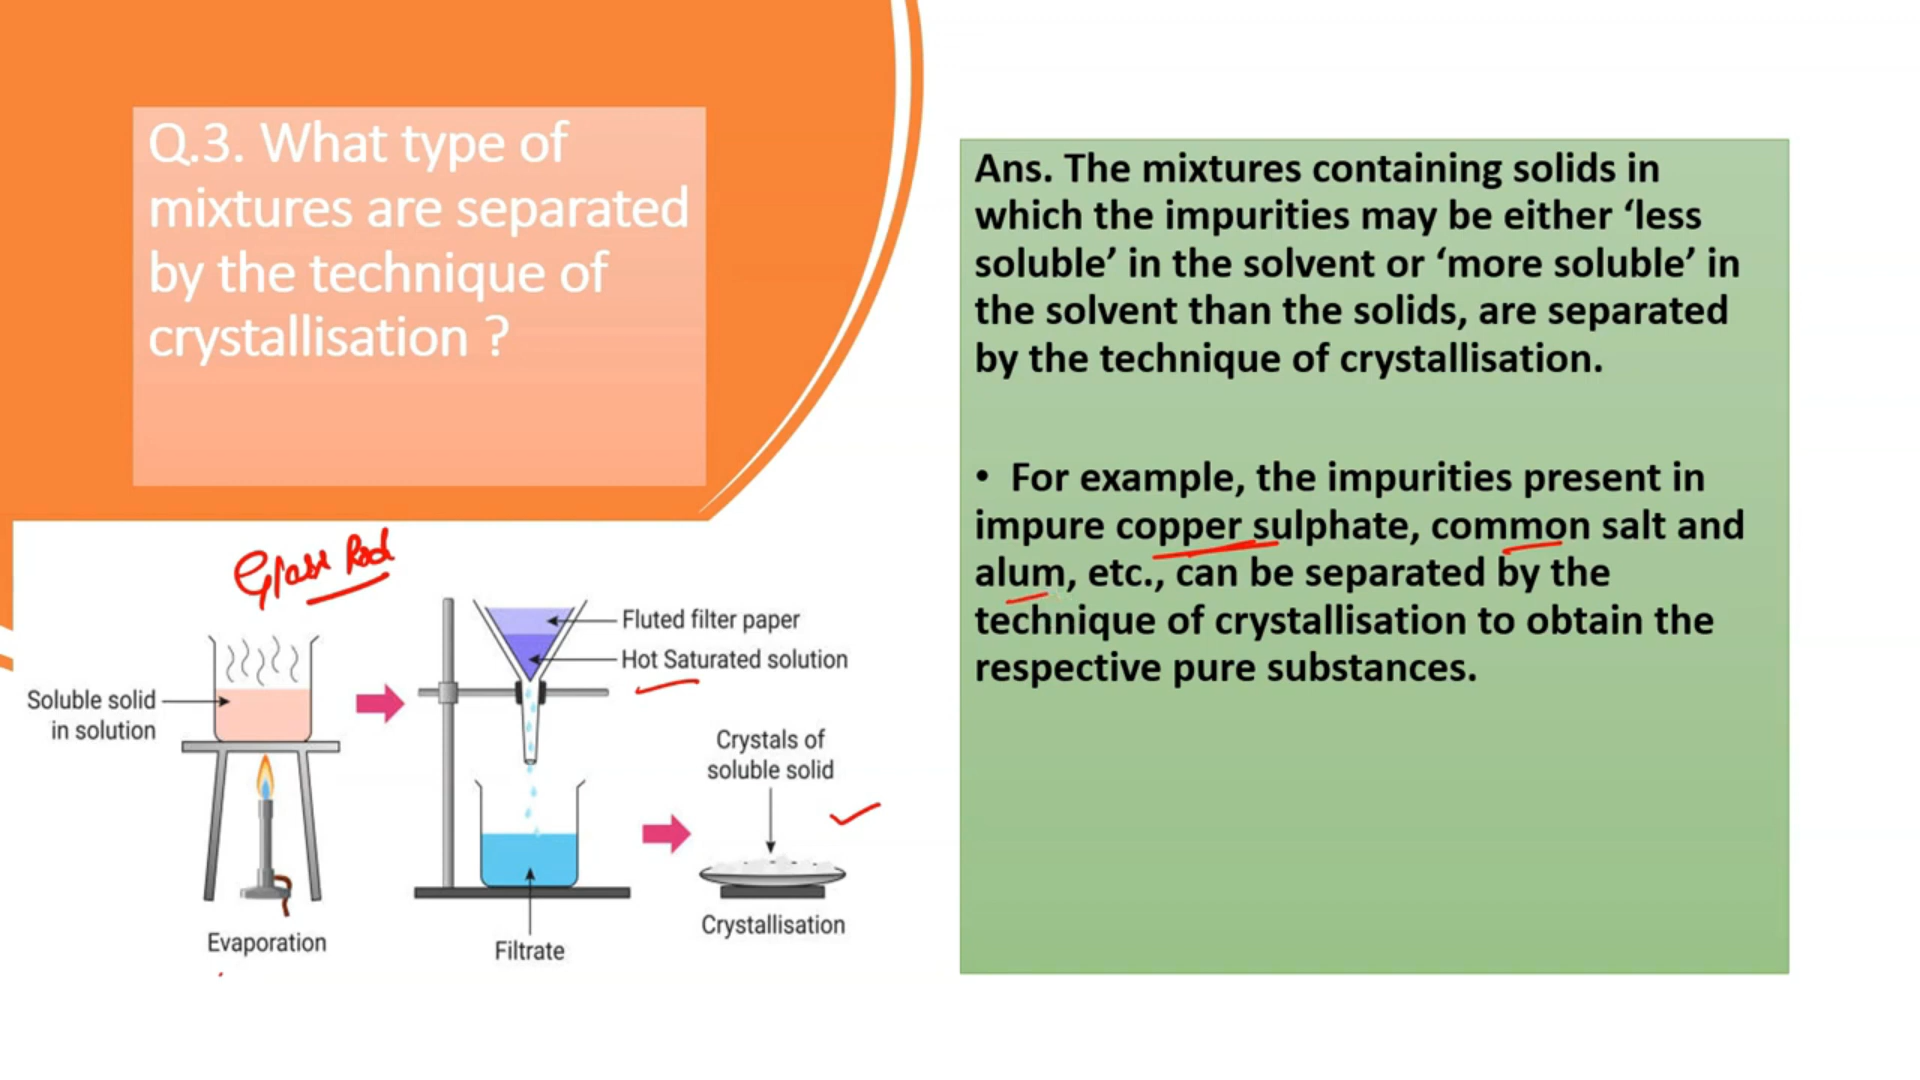 Q.3. What type of
mixtures are separated
by the technique of
crystallisation ?
Ans. The mixtures containing solids in
which the impurities may be either ‘less
soluble’ in the solvent or ‘more soluble’ in
the solvent than the solids, are separated
by the technique of crystallisation.
• For example, the impurities present in
impure copper sulphate, common salt and
alum, etc., can be separated by the
technique of crystallisation to obtain the
respective pure substances.
Glass Rod
Fluted filter paper
Hot Saturated solution
Soluble solid
in solution
Crystals of
soluble solid
Evaporation
Filtrate
Crystallisation